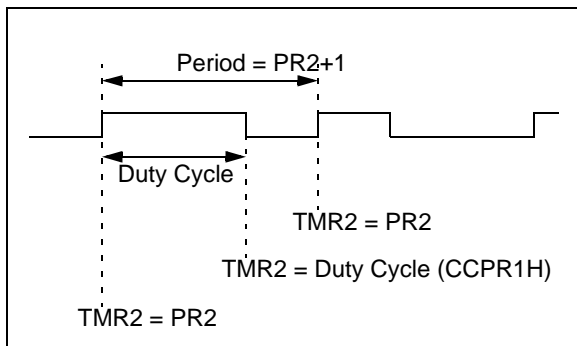 Period = PR2+1
Duty Cycle
TMR2 = PR2
TMR2 = Duty Cycle (CCPR1H)
TMR2 = PR2